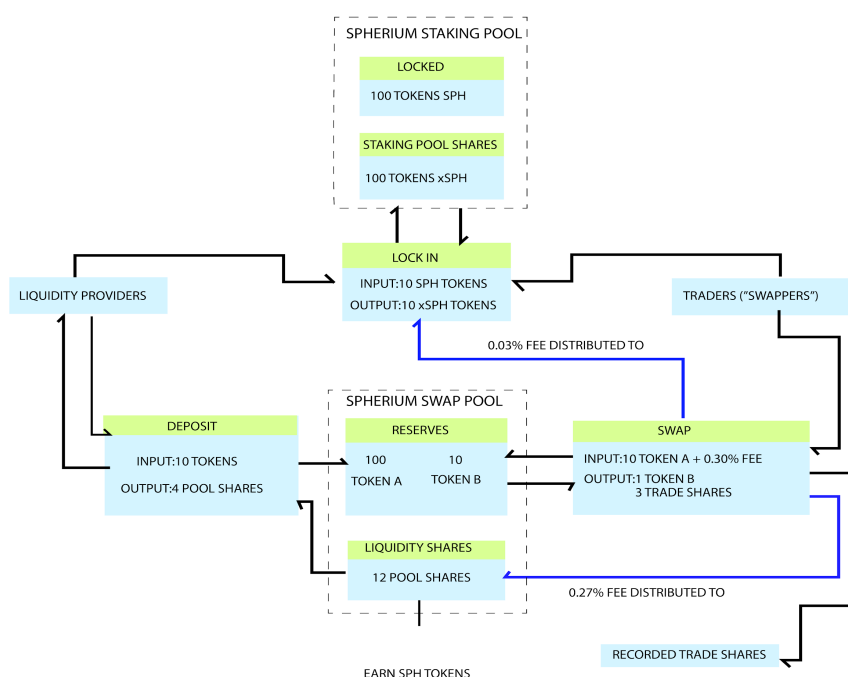 SPHERIUM STAKING POOL
LOCKED
100 TOKENS SPH
STAKING POOL SHARES
100 TOKENS xSPH
LOCK IN
INPUT:10 SPH TOKENS
OUTPUT:10 xSPH TOKENS
LIQUIDITY PROVIDERS
TRADERS ("SWAPPERS")
0.03% FEE DISTRIBUTED TO
SPHERIUM SWAP POOL
DEPOSIT
INPUT:10 TOKENS
OUTPUT:4 POOL SHARES
RESERVES
100
TOKEN A
10
TOKEN B
SWAP
INPUT:10 TOKEN A + 0.30% FEE
OUTPUT:1 TOKEN B
3 TRADE SHARES
LIQUIDITY SHARES
12 POOL SHARES
0.27% FEE DISTRIBUTED TO
RECORDED TRADE SHARES
EARN SPH TOKENS